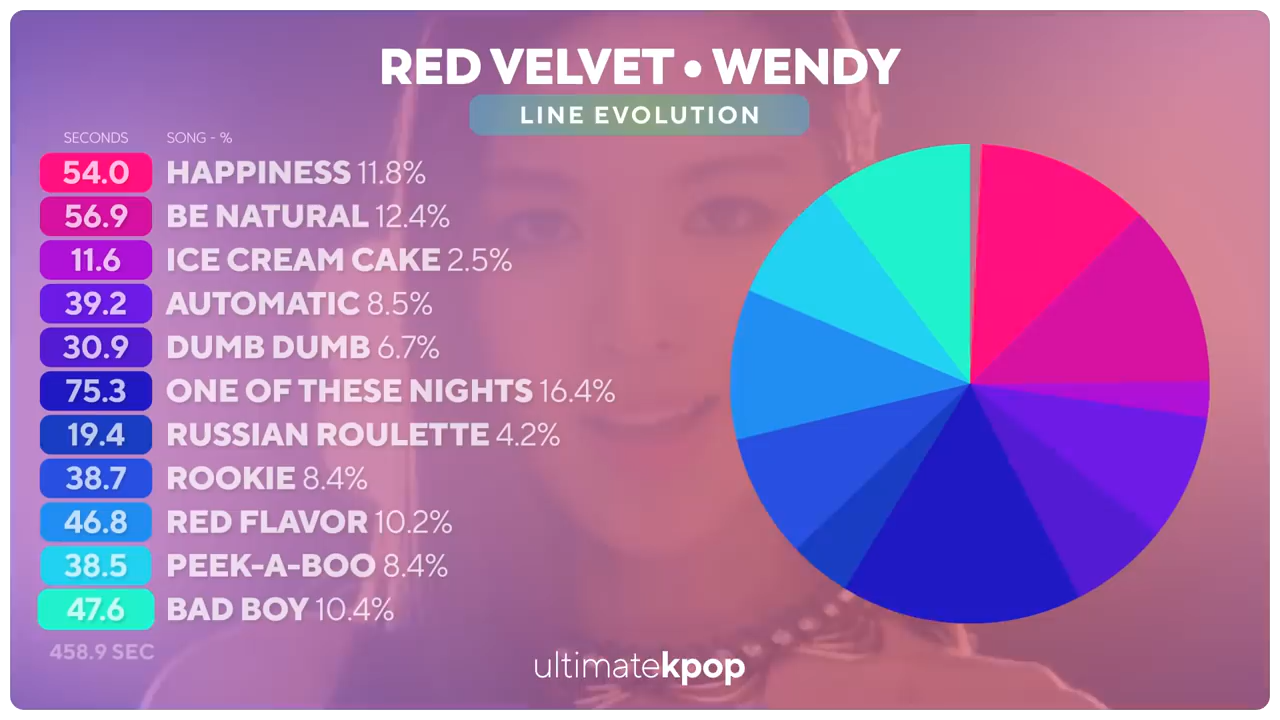 RED VELVET • WENDY
LINE EVOLUTION
SECONDS SONG - %
54.0 HAPPINESS 11.8%
56.9 BE NATURAL 12.4%
11.6 ICE CREAM CAKE 2.5%
39.2 AUTOMATIC 8.5%
30.9 DUMB DUMB 6.7%
75.3 ONE OF THESE NIGHTS 16.4%
19.4 RUSSIAN ROULETTE 4.2%
38.7 ROOKIE 8.4%
46.8 RED FLAVOR 10.2%
38.5 PEEK-A-BOO 8.4%
47.6 BAD BOY 10.4%
458.9 SEC
ultimatekpop